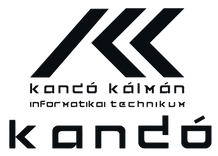 kandó kálmán
informatikai technikum
kandó